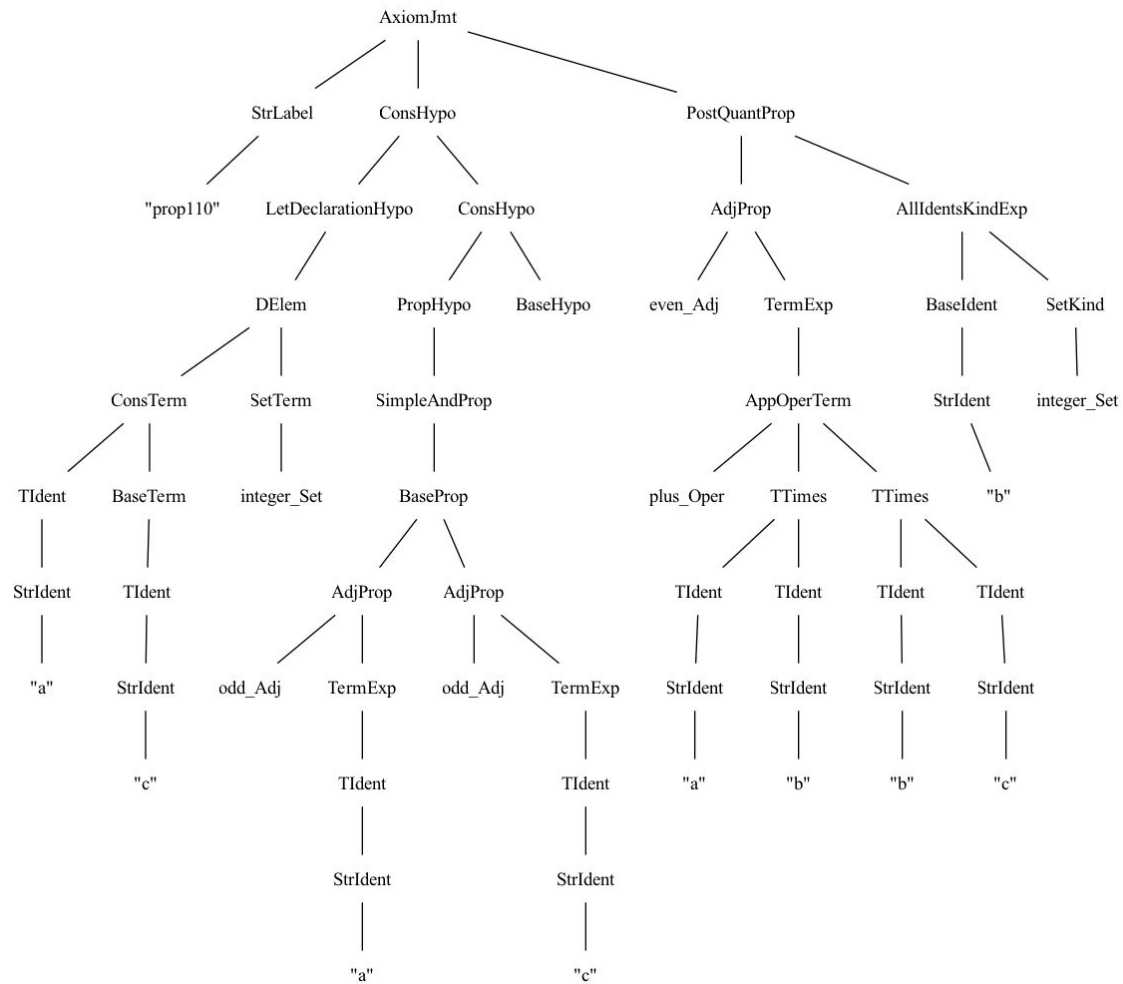 AxiomJmt
StrLabel ConsHypo PostQuantProp
"prop110" LetDeclarationHypo ConsHypo AdjProp AllIdentsKindExp
DElem PropHypo BaseHypo even_Adj TermExp BaseIdent SetKind
ConsTerm SetTerm SimpleAndProp AppOperTerm StrIdent integer_Set
TIdent BaseTerm integer_Set BaseProp plus_Oper TTimes TTimes "b"
StrIdent TIdent AdjProp AdjProp TIdent TIdent TIdent TIdent
"a" StrIdent odd_Adj TermExp odd_Adj TermExp StrIdent StrIdent StrIdent StrIdent
"c" TIdent TIdent "a" "b" "b" "c"
StrIdent StrIdent
"a" "c"